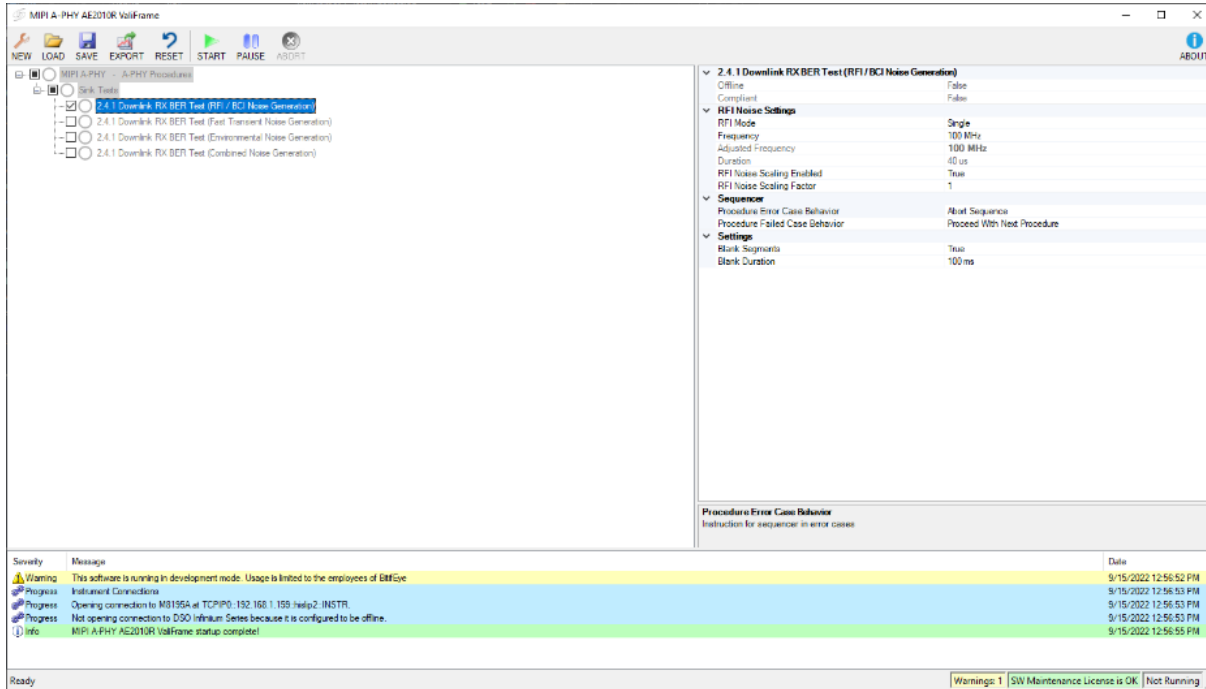 MIPI A-PHY AE2010R ValiFrame
NEW LOAD SAVE EXPORT RESET START PAUSE ABORT ABOUT
MIPI A-PHY - A-PHY Procedures
Sink Tests
2.4.1 Downlink RX BER Test (RFI / BCI Noise Generation)
2.4.1 Downlink RX BER Test (Fast Transient Noise Generation)
2.4.1 Downlink RX BER Test (Environmental Noise Generation)
2.4.1 Downlink RX BER Test (Combined Noise Generation)
2.4.1 Downlink RX BER Test (RFI / BCI Noise Generation)
Offline False
Compliant False
RFI Noise Settings
RFI Mode Single
Frequency 100 MHz
Adjusted Frequency 100 MHz
Duration 40 us
RFI Noise Scaling Enabled True
RFI Noise Scaling Factor 1
Sequencer
Procedure Error Case Behavior Abort Sequence
Procedure Failed Case Behavior Proceed With Next Procedure
Settings
Blank Segments True
Blank Duration 100 ms
Procedure Error Case Behavior
Instruction for sequencer in error cases
Severity Message Date
Warning This software is running in development mode. Usage is limited to the employees of BitifEye 9/15/2022 12:56:52 PM
Progress Instrument Connections 9/15/2022 12:56:53 PM
Progress Opening connection to M8195A at TCPIP0::192.168.1.159::hislip2::INSTR. 9/15/2022 12:56:53 PM
Progress Not opening connection to DSO Infiniium Series because it is configured to be offline. 9/15/2022 12:56:53 PM
Info MIPI A-PHY AE2010R ValiFrame startup complete! 9/15/2022 12:56:55 PM
Ready Warnings: 1 SW Maintenance License is OK Not Running